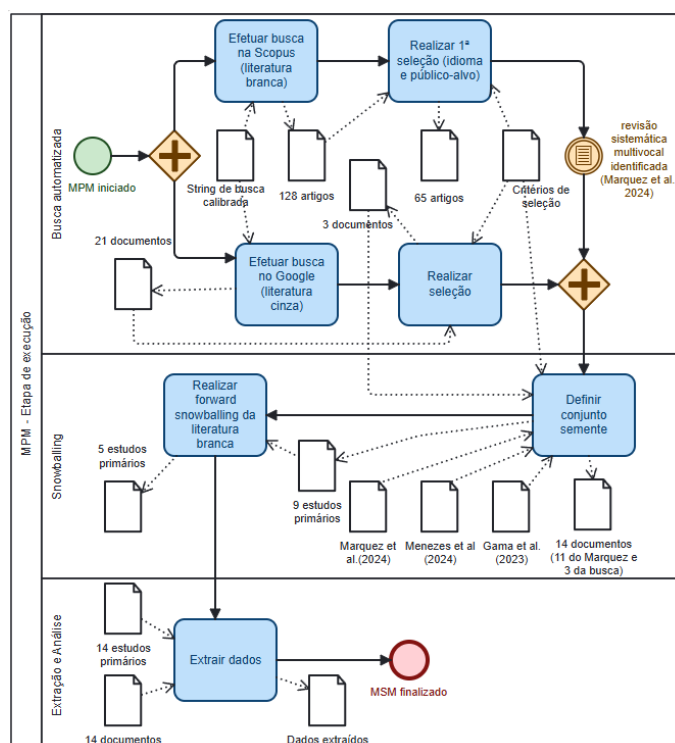 MPM - Etapa de execução
Busca automatizada
MPM iniciado
Efetuar busca
na Scopus
(literatura
branca)
Realizar 1ª
seleção (idioma
e público-alvo)
revisão
sistemática
multivocal
identificada
(Marquez et al.
2024)
String de busca
calibrada
128 artigos
3 documentos
65 artigos
Critérios de
seleção
21 documentos
Efetuar busca
no Google
(literatura
cinza)
Realizar
seleção
Snowballing
Realizar
forward
snowballing da
literatura
branca
Definir
conjunto
semente
5 estudos
primários
9 estudos
primários
Marquez et
al.(2024)
Menezes et al
(2024)
Gama et al.
(2023)
14 documentos
(11 do Marquez e
3 da busca)
Extração e Análise
14 estudos
primários
Extrair dados
MSM finalizado
14 documentos
Dados extraídos